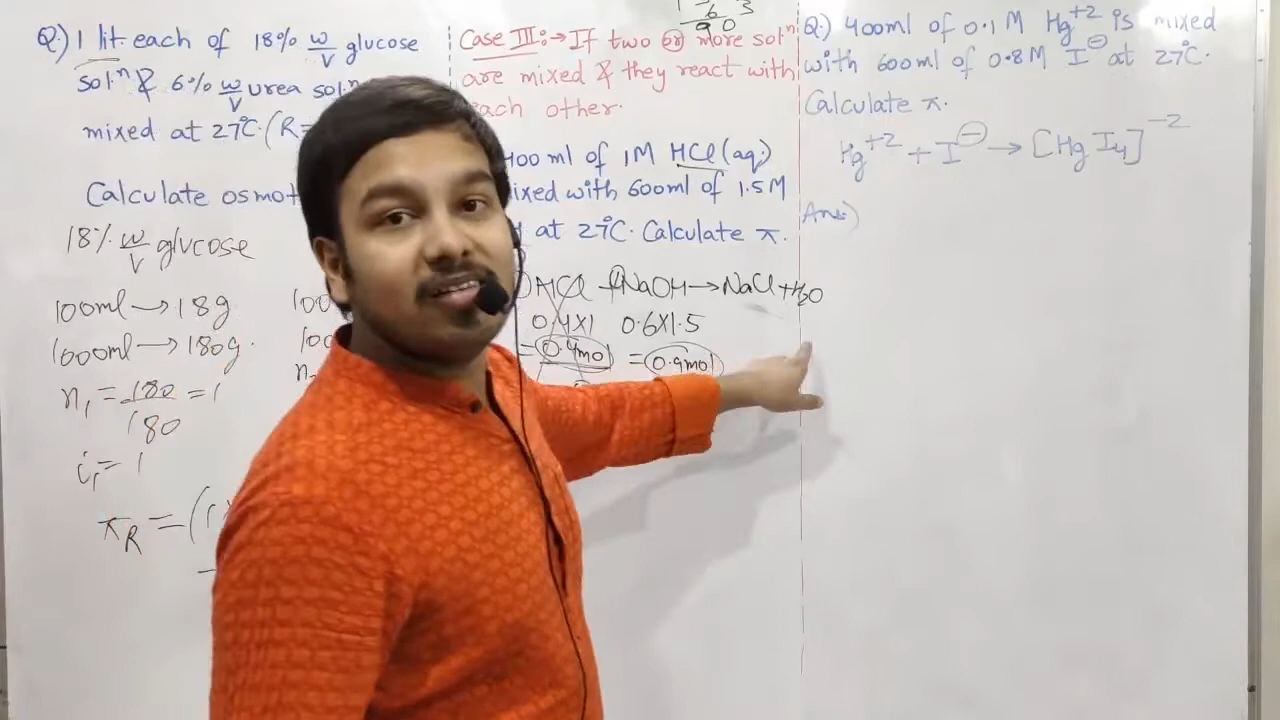 Q.) 1 lit. each of 18% w/v glucose
solⁿ & 6% w/v urea solⁿ
mixed at 27°C. (R=
Calculate osmot
18% w/v glucose
100ml → 18g
1000ml → 180g.
n₁ = 180/180 = 1
i₁ = 1
π_R = (1
Case III: → If two or more solⁿ
are mixed & they react with
each other.
400 ml of 1M HCl (aq)
ixed with 600ml of 1.5M
at 27°C. Calculate π.
HCl + NaOH → NaCl + H₂O
0.4×1 0.6×1.5
= 0.4mol = 0.9mol
Q.) 400ml of 0.1M Hg⁺² is mixed
with 600ml of 0.8M I⊖ at 27°C.
Calculate π.
Hg⁺² + I⊖ → [HgI₄]⁻²
Ans.)